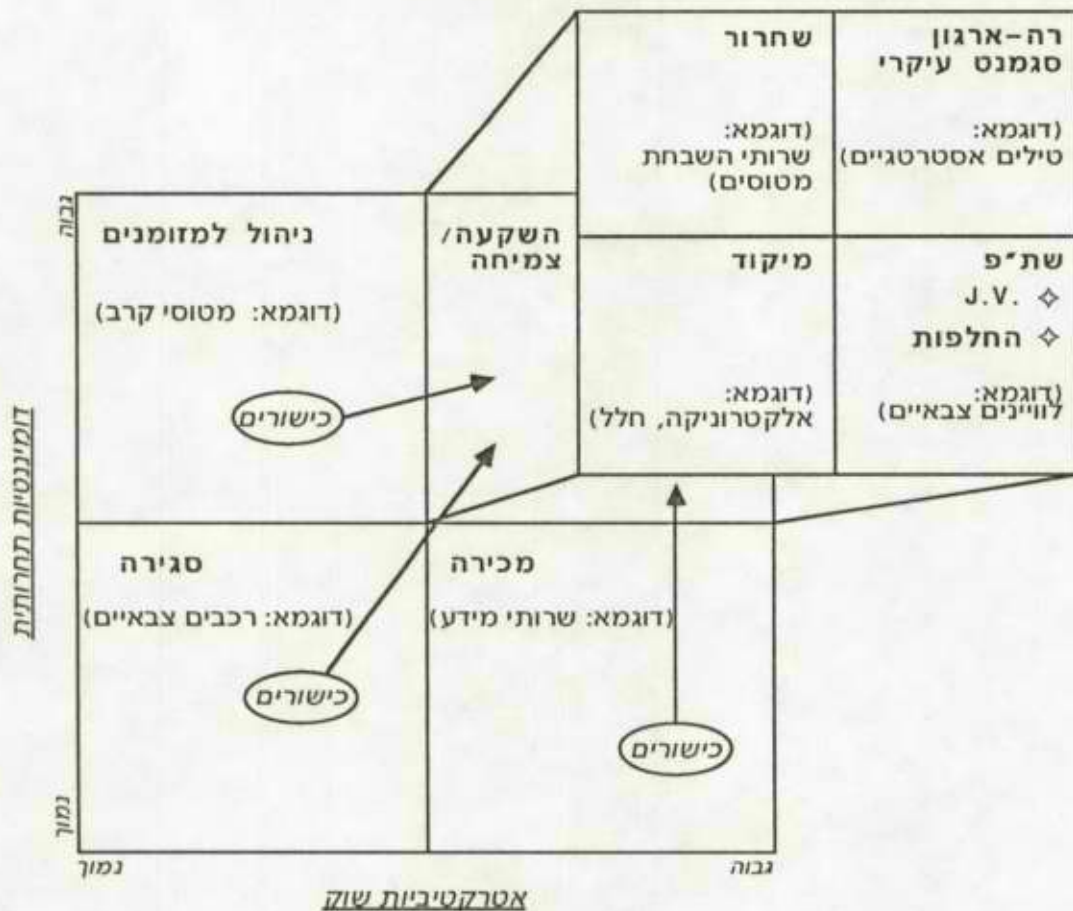 רה-ארגון
סגמנט עיקרי
(דוגמא:
טילים אסטרטגיים)
שחרור
(דוגמא:
שרותי השבחת
מטוסים)
שת״פ
✧ J.V.
✧ החלפות
(דוגמא:
לוויינים צבאיים)
מיקוד
(דוגמא:
אלקטרוניקה, חלל)
השקעה/
צמיחה
ניהול למזומנים
(דוגמא: מטוסי קרב)
כישורים
מכירה
(דוגמא: שרותי מידע)
כישורים
סגירה
(דוגמא: רכבים צבאיים)
כישורים
דומיננטיות תחרותית
גבוה
נמוך
גבוה
נמוך
אטרקטיביות שוק